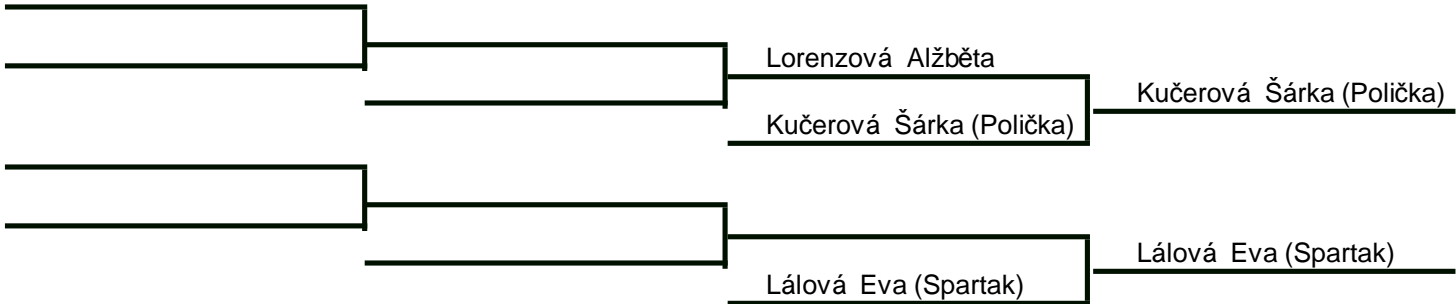 Lorenzová Alžběta
Kučerová Šárka (Polička)
Kučerová Šárka (Polička)
Lálová Eva (Spartak)
Lálová Eva (Spartak)